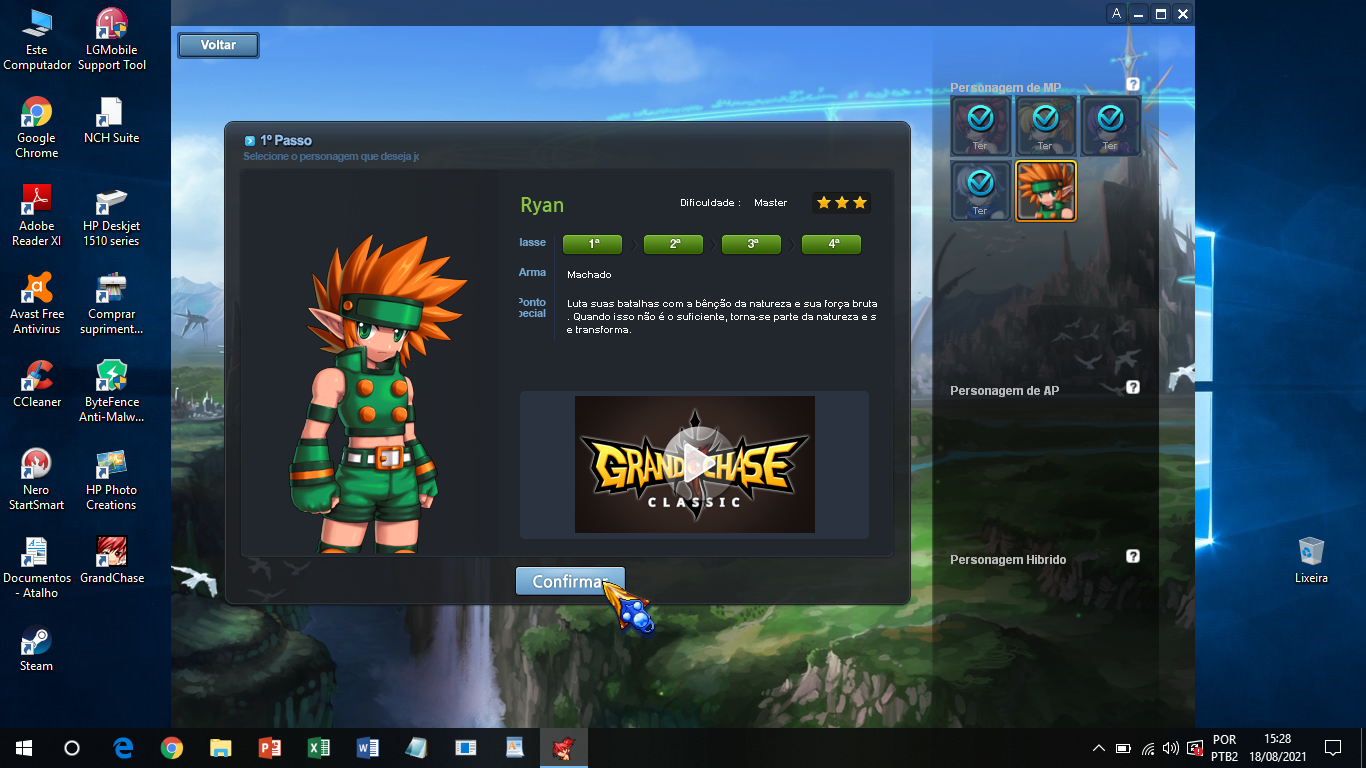 Este
Computador
LGMobile
Support Tool
Google
Chrome
NCH Suite
Adobe
Reader XI
HP Deskjet
1510 series
Avast Free
Antivirus
Comprar
supriment...
CCleaner
ByteFence
Anti-Malw...
Nero
StartSmart
HP Photo
Creations
Documentos
- Atalho
GrandChase
Steam
A
Voltar
1º Passo
Selecione o personagem que deseja jo
Ryan
Dificuldade :
Master
lasse
1ª
2ª
3ª
4ª
Arma
Machado
Ponto
pecial
Luta suas batalhas com a bênção da natureza e sua força bruta
. Quando isso não é o suficiente, torna-se parte da natureza e s
e transforma.
GRAND CHASE
CLASSIC
Confirmar
Personagem de MP
?
Ter
Ter
Ter
Ter
Personagem de AP
?
Personagem Hibrido
?
Lixeira
POR
PTB2
15:28
18/08/2021